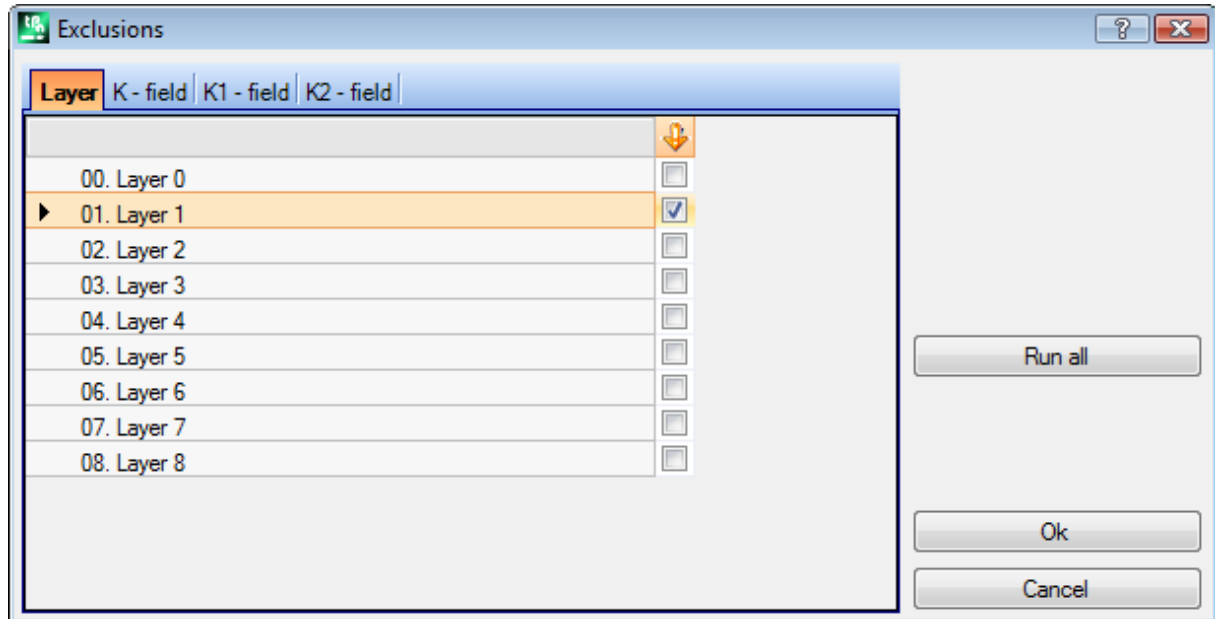 Exclusions
Layer K - field K1 - field K2 - field
00. Layer 0
01. Layer 1
02. Layer 2
03. Layer 3
04. Layer 4
05. Layer 5
Run all
06. Layer 6
07. Layer 7
08. Layer 8
Ok
Cancel